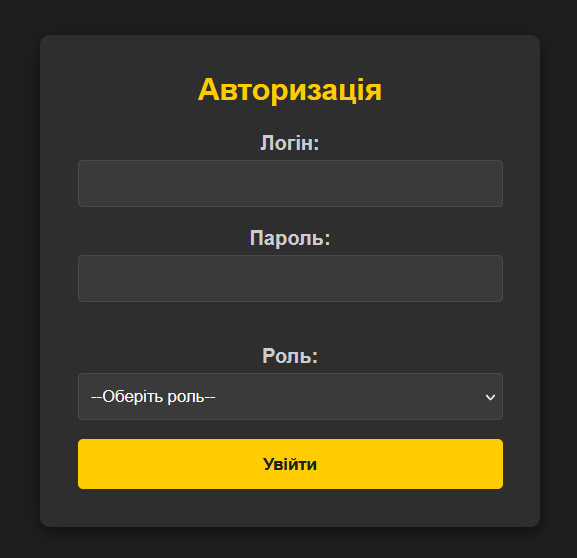 Авторизація
Логін:
Пароль:
Роль:
--Оберіть роль--
Увійти